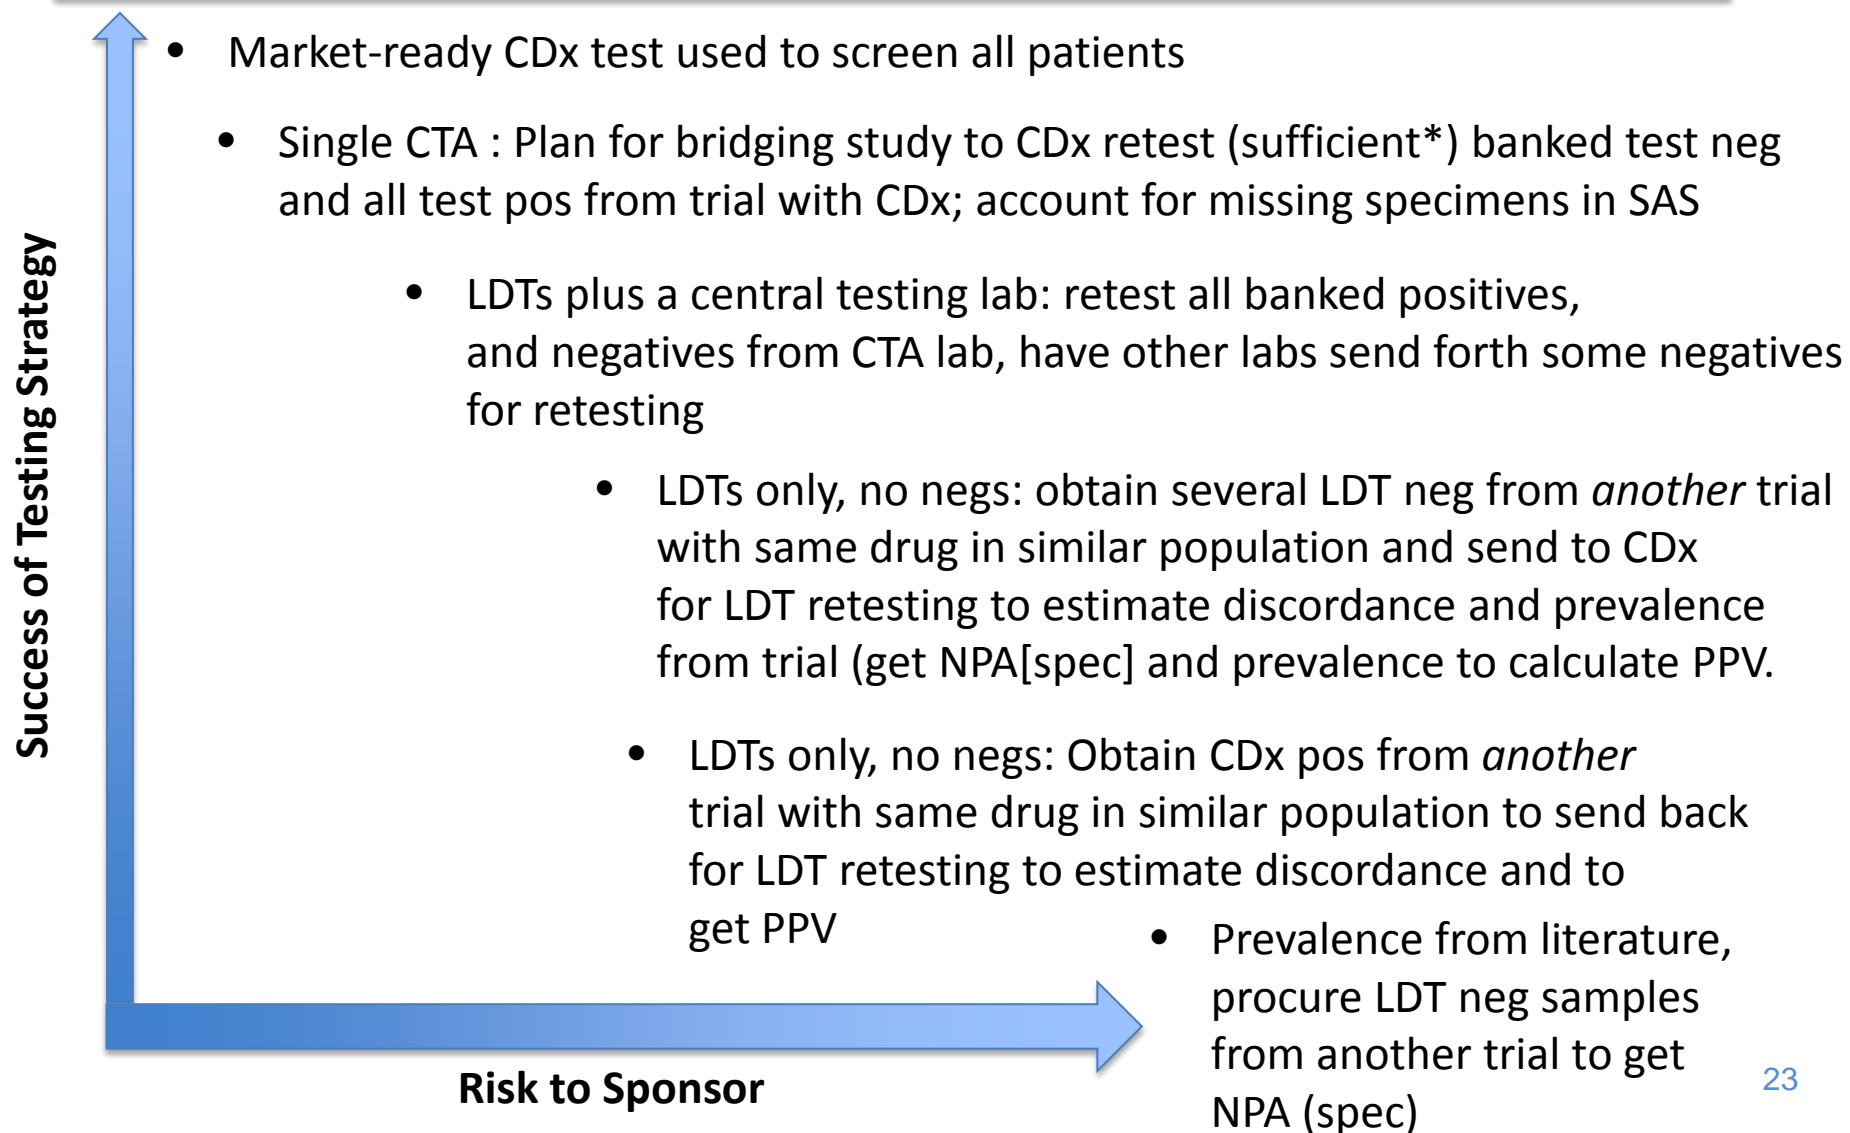 • Market-ready CDx test used to screen all patients
• Single CTA : Plan for bridging study to CDx retest (sufficient*) banked test neg
and all test pos from trial with CDx; account for missing specimens in SAS
• LDTs plus a central testing lab: retest all banked positives,
and negatives from CTA lab, have other labs send forth some negatives
for retesting
• LDTs only, no negs: obtain several LDT neg from another trial
with same drug in similar population and send to CDx
for LDT retesting to estimate discordance and prevalence
from trial (get NPA[spec] and prevalence to calculate PPV.
• LDTs only, no negs: Obtain CDx pos from another
trial with same drug in similar population to send back
for LDT retesting to estimate discordance and to
get PPV
• Prevalence from literature,
procure LDT neg samples
from another trial to get
NPA (spec)
Success of Testing Strategy
Risk to Sponsor
23